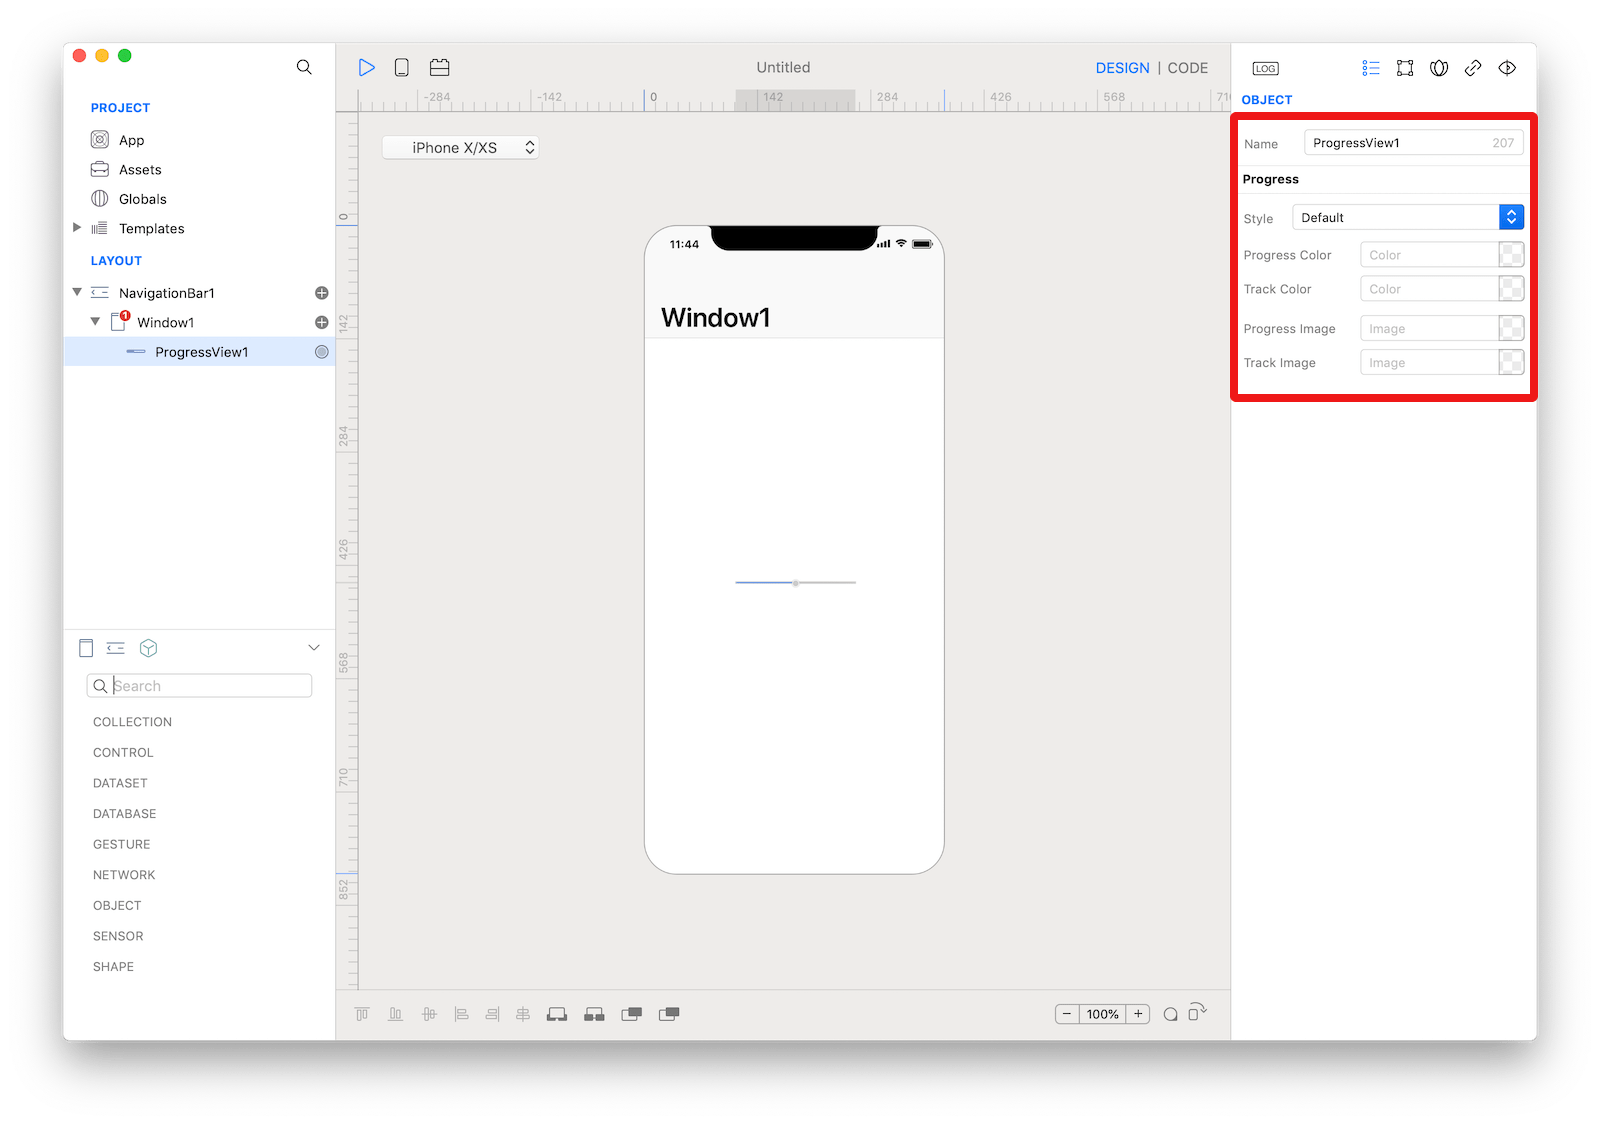 Untitled
DESIGN | CODE
LOG
PROJECT
App
Assets
Globals
Templates
LAYOUT
NavigationBar1
Window1
1
ProgressView1
Search
COLLECTION
CONTROL
DATASET
DATABASE
GESTURE
NETWORK
OBJECT
SENSOR
SHAPE
-284
-142
0
142
284
426
568
710
0
142
284
426
568
710
852
iPhone X/XS
11:44
Window1
100%
OBJECT
Name ProgressView1 207
Progress
Style Default
Progress Color Color
Track Color Color
Progress Image Image
Track Image Image